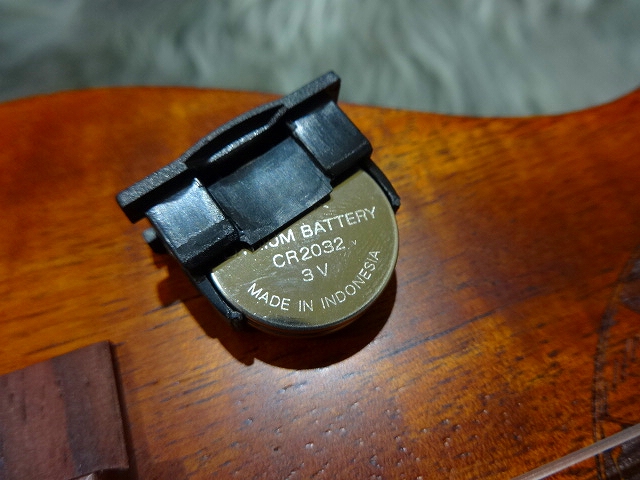 BATTERY
CR2032
3V
MADE IN INDONESIA